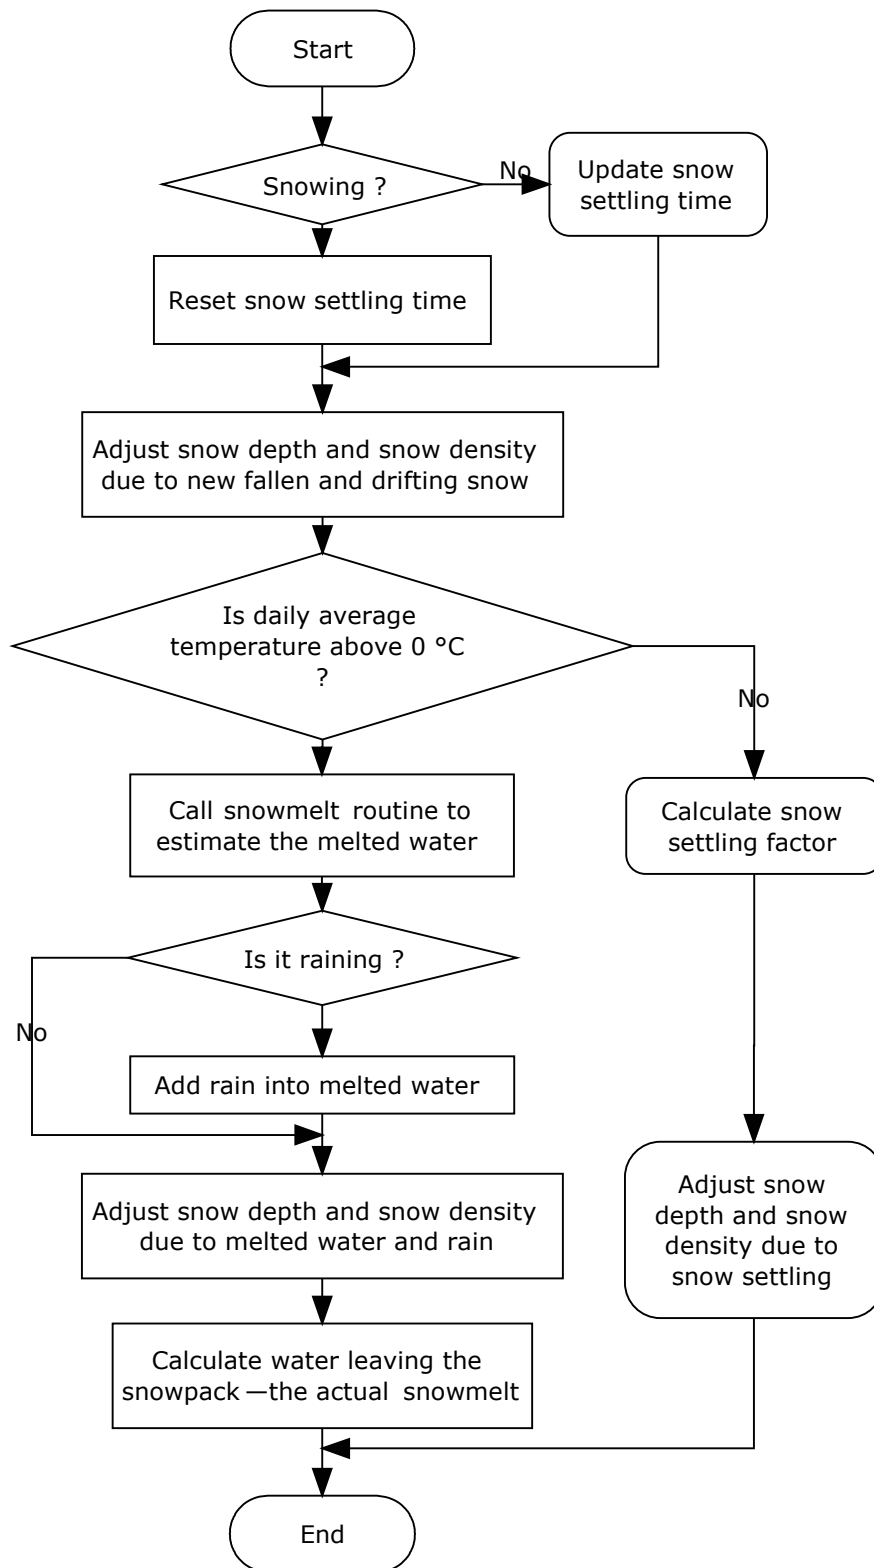 Start
Snowing ?
No
Update snow
settling time
Reset snow settling time
Adjust snow depth and snow density
due to new fallen and drifting snow
Is daily average
temperature above 0 °C
?
No
Call snowmelt routine to
estimate the melted water
Calculate snow
settling factor
Is it raining ?
No
Add rain into melted water
Adjust snow depth and snow density
due to melted water and rain
Adjust snow
depth and snow
density due to
snow settling
Calculate water leaving the
snowpack—the actual snowmelt
End